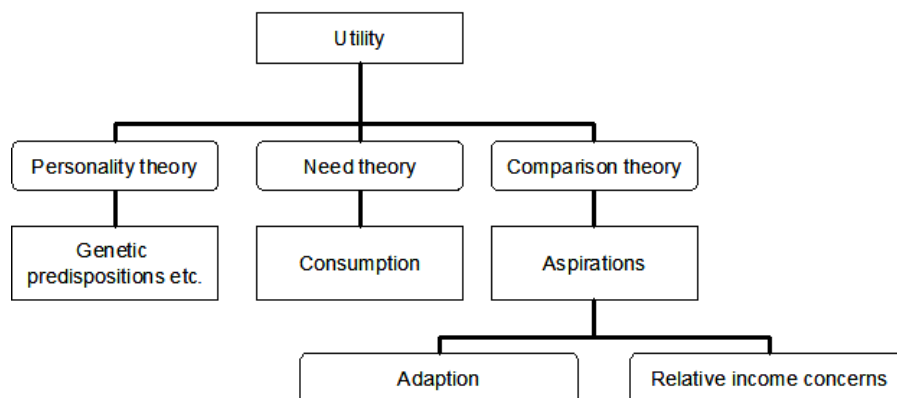 Utility
Personality theory
Need theory
Comparison theory
Genetic
predispositions etc.
Consumption
Aspirations
Adaption
Relative income concerns